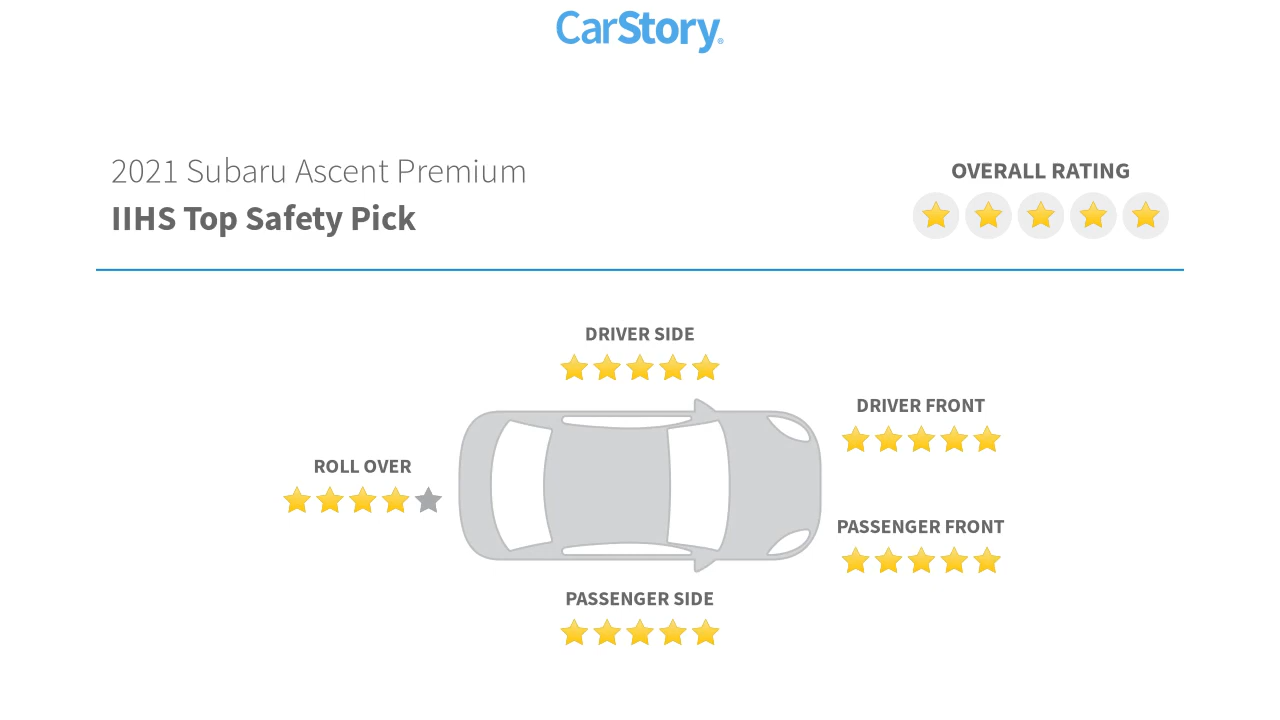 CarStory®
2021 Subaru Ascent Premium
IIHS Top Safety Pick
OVERALL RATING
DRIVER SIDE
DRIVER FRONT
ROLL OVER
PASSENGER FRONT
PASSENGER SIDE